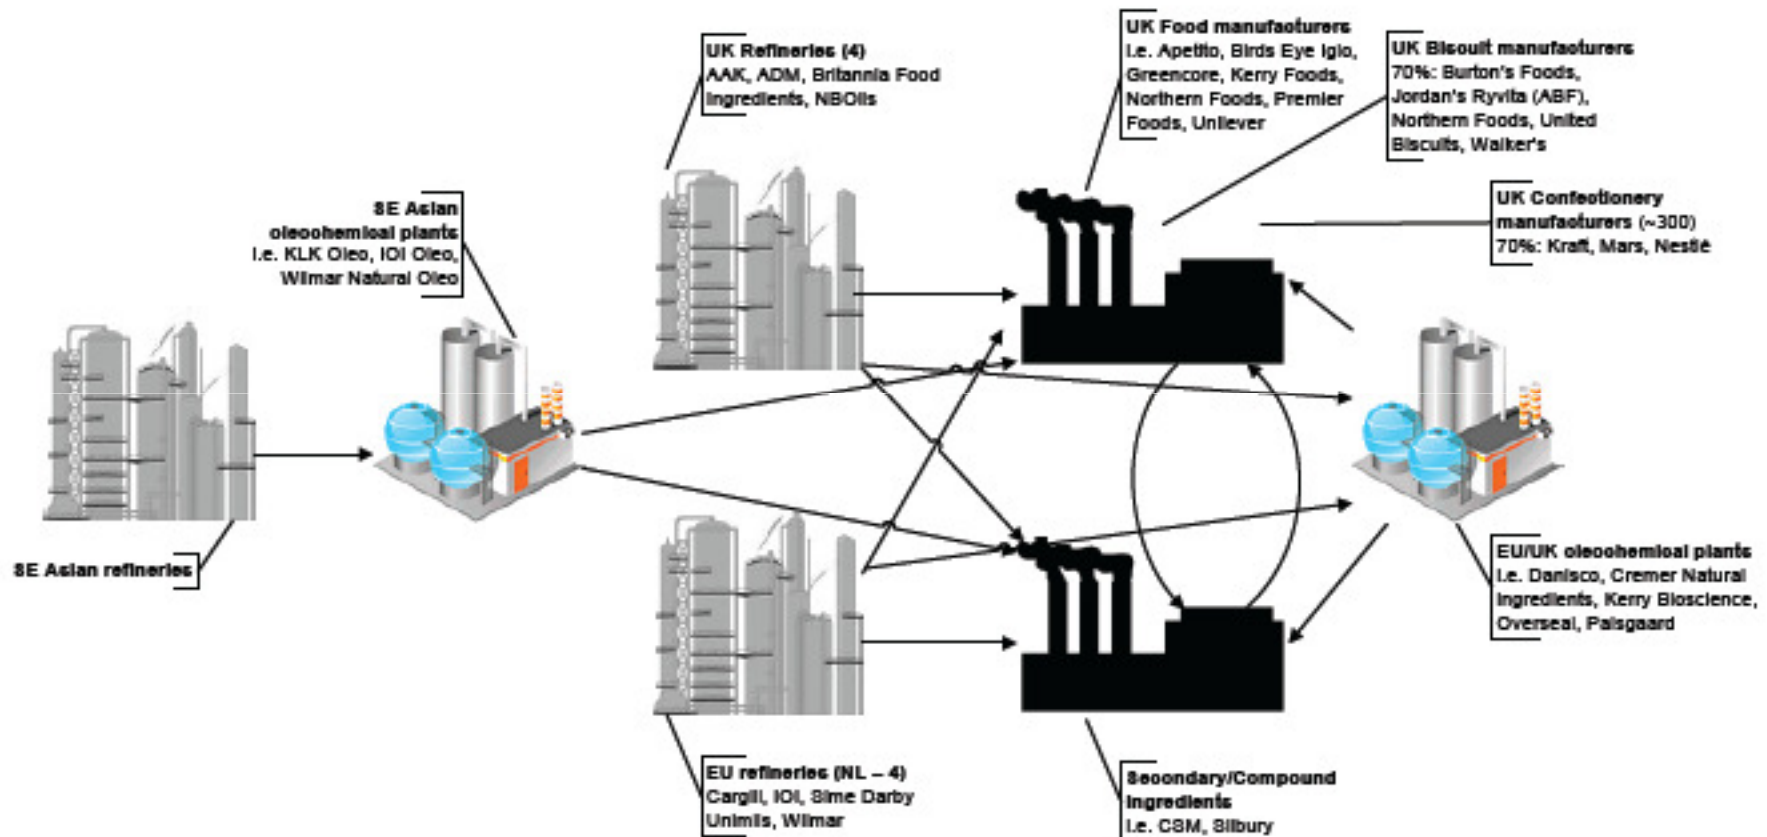 UK Refineries (4)
AAK, ADM, Britannia Food
Ingredients, NBOils
UK Food manufacturers
i.e. Apetito, Birds Eye Iglo,
Greencore, Kerry Foods,
Northern Foods, Premier
Foods, Unilever
UK Biscuit manufacturers
70%: Burton's Foods,
Jordan's Ryvita (ABF),
Northern Foods, United
Biscuits, Walker's
UK Confectionery
manufacturers (~300)
70%: Kraft, Mars, Nestlé
SE Asian
oleochemical plants
i.e. KLK Oleo, IOI Oleo,
Wilmar Natural Oleo
SE Asian refineries
EU/UK oleochemical plants
i.e. Danisco, Cremer Natural
Ingredients, Kerry Bioscience,
Overseal, Palsgaard
EU refineries (NL – 4)
Cargill, IOI, Sime Darby
Unimils, Wilmar
Secondary/Compound
Ingredients
i.e. CSM, Silbury